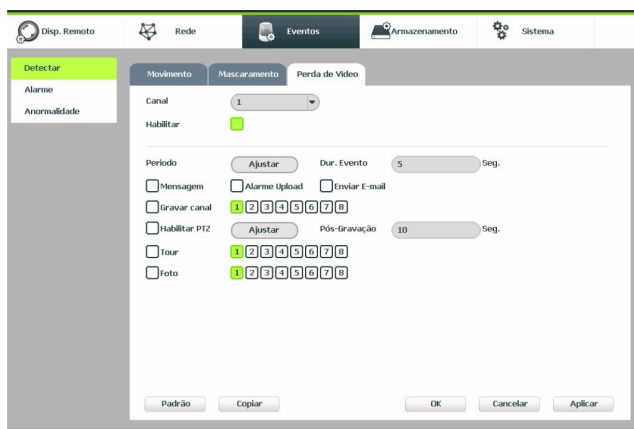 Disp. Remoto Rede Eventos Armazenamento Sistema
Detectar
Alarme
Anormalidade
Movimento Mascaramento Perda de Vídeo
Canal 1
Habilitar
Período Ajustar Dur. Evento 5 Seg.
Mensagem Alarme Upload Enviar E-mail
Gravar canal 1 2 3 4 5 6 7 8
Habilitar PTZ Ajustar Pós-Gravação 10 Seg.
Tour 1 2 3 4 5 6 7 8
Foto 1 2 3 4 5 6 7 8
Padrão Copiar OK Cancelar Aplicar